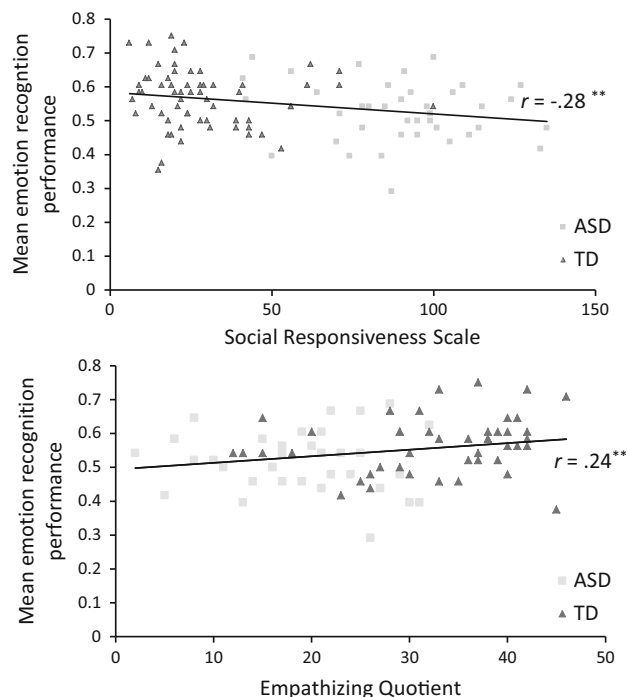 Mean emotion recogntion
performance
0.8
0.7
0.6
0.5
0.4
0.3
0.2
0.1
0
r = -.28 **
ASD
TD
0
50
100
150
Social Responsiveness Scale
Mean emotion recognition
performance
0.8
0.7
0.6
0.5
0.4
0.3
0.2
0.1
0
r = .24**
ASD
TD
0
10
20
30
40
50
Empathizing Quotient